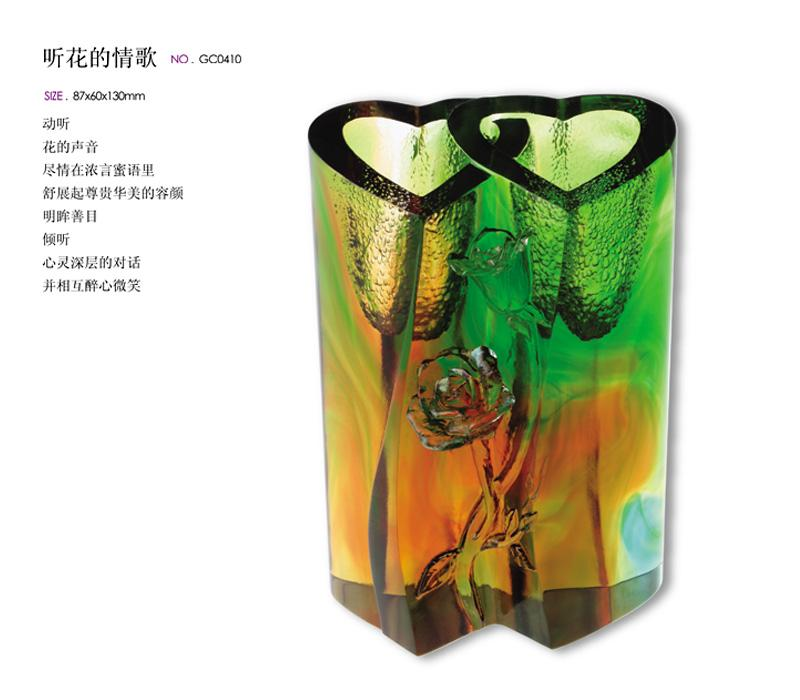 听花的情歌 NO. GC0410
SIZE. 87x60x130mm
动听
花的声音
尽情在浓言蜜语里
舒展起尊贵华美的容颜
明眸善目
倾听
心灵深层的对话
并相互醉心微笑